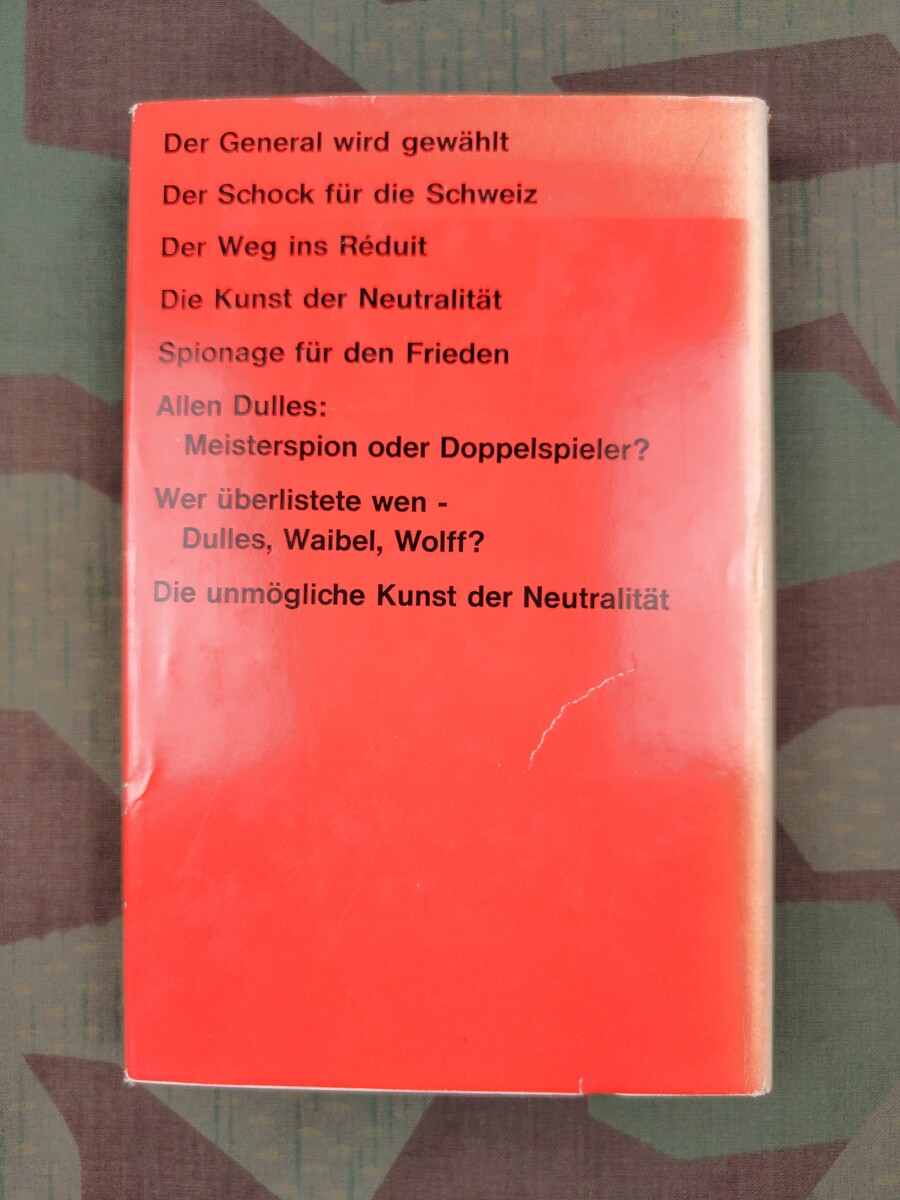 Der General wird gewählt
Der Schock für die Schweiz
Der Weg ins Réduit
Die Kunst der Neutralität
Spionage für den Frieden
Allen Dulles:
Meisterspion oder Doppelspieler?
Wer überlistete wen -
Dulles, Waibel, Wolff?
Die unmögliche Kunst der Neutralität